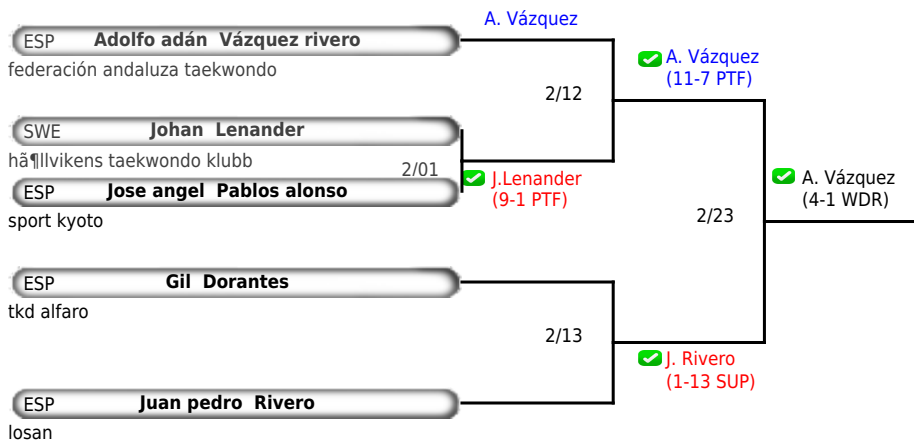 A. Vázquez
ESP Adolfo adán Vázquez rivero
federación andaluza taekwondo
A. Vázquez
(11-7 PTF)
2/12
SWE Johan Lenander
hã¶llvikens taekwondo klubb
2/01
J.Lenander
(9-1 PTF)
ESP Jose angel Pablos alonso
sport kyoto
A. Vázquez
(4-1 WDR)
2/23
ESP Gil Dorantes
tkd alfaro
2/13
J. Rivero
(1-13 SUP)
ESP Juan pedro Rivero
losan